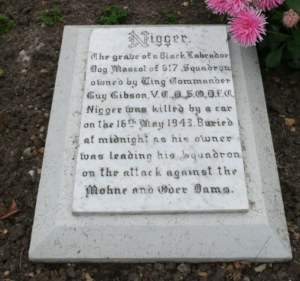 Nigger.
The grave of a Black Labrador
Dog Mascot of 617 Squadron
owned by Wing Commander
Guy Gibson. V.C. D.S.O. D.F.C.
Nigger was killed by a car
on the 16th May 1943. Buried
at midnight as his owner
was leading his Squadron
on the attack against the
Mohne and Eder Dams.